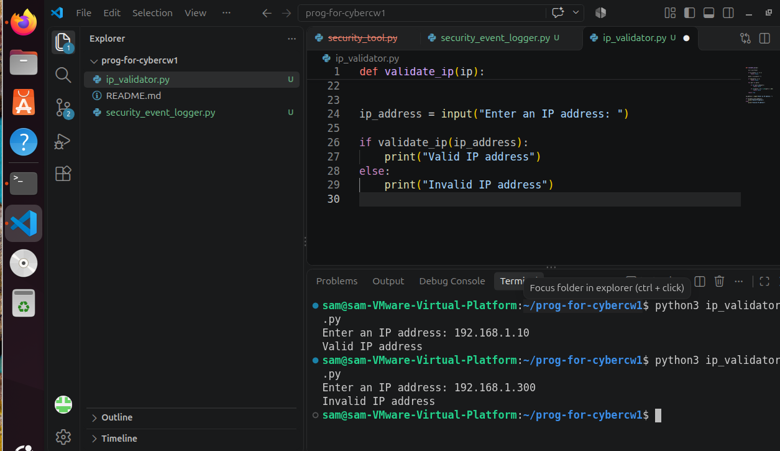 File Edit Selection View ··· prog-for-cybercw1
Explorer
prog-for-cybercw1
ip_validator.py U
README.md
security_event_logger.py U
Outline
Timeline
1
2
security_tool.py security_event_logger.py U ip_validator.py U
ip_validator.py
1 def validate_ip(ip):
22
23
24 ip_address = input("Enter an IP address: ")
25
26 if validate_ip(ip_address):
27 print("Valid IP address")
28 else:
29 print("Invalid IP address")
30
Problems Output Debug Console
Focus folder in explorer (ctrl + click)
sam@sam-VMware-Virtual-Platform:~/prog-for-cybercw1$ python3 ip_validator
.py
Enter an IP address: 192.168.1.10
Valid IP address
sam@sam-VMware-Virtual-Platform:~/prog-for-cybercw1$ python3 ip_validator
.py
Enter an IP address: 192.168.1.300
Invalid IP address
sam@sam-VMware-Virtual-Platform:~/prog-for-cybercw1$